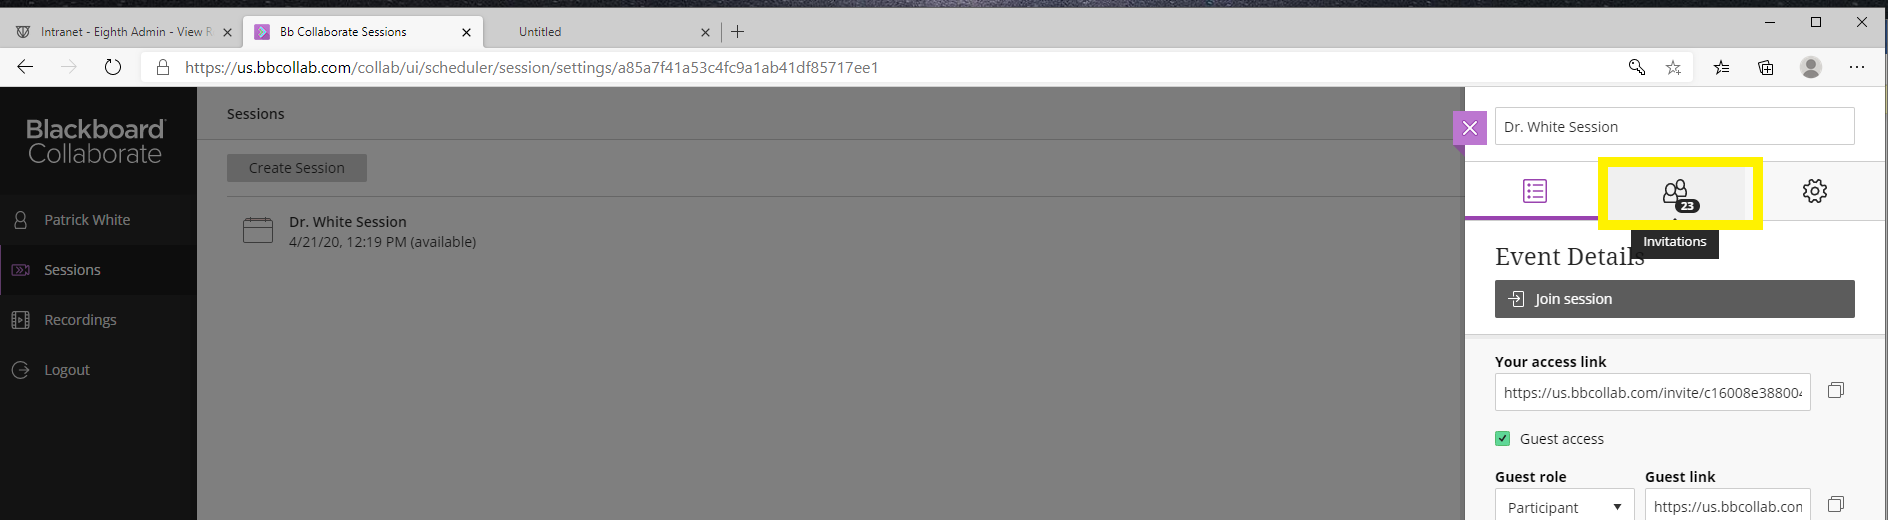 Intranet - Eighth Admin - View R
Bb Collaborate Sessions
Untitled
https://us.bbcollab.com/collab/ui/scheduler/session/settings/a85a7f41a53c4fc9a1ab41df85717ee1
Blackboard
Collaborate
Patrick White
Sessions
Recordings
Logout
Sessions
Create Session
Dr. White Session
4/21/20, 12:19 PM (available)
Dr. White Session
23
Invitations
Event Details
Join session
Your access link
https://us.bbcollab.com/invite/c16008e388004
Guest access
Guest role
Guest link
Participant
https://us.bbcollab.con